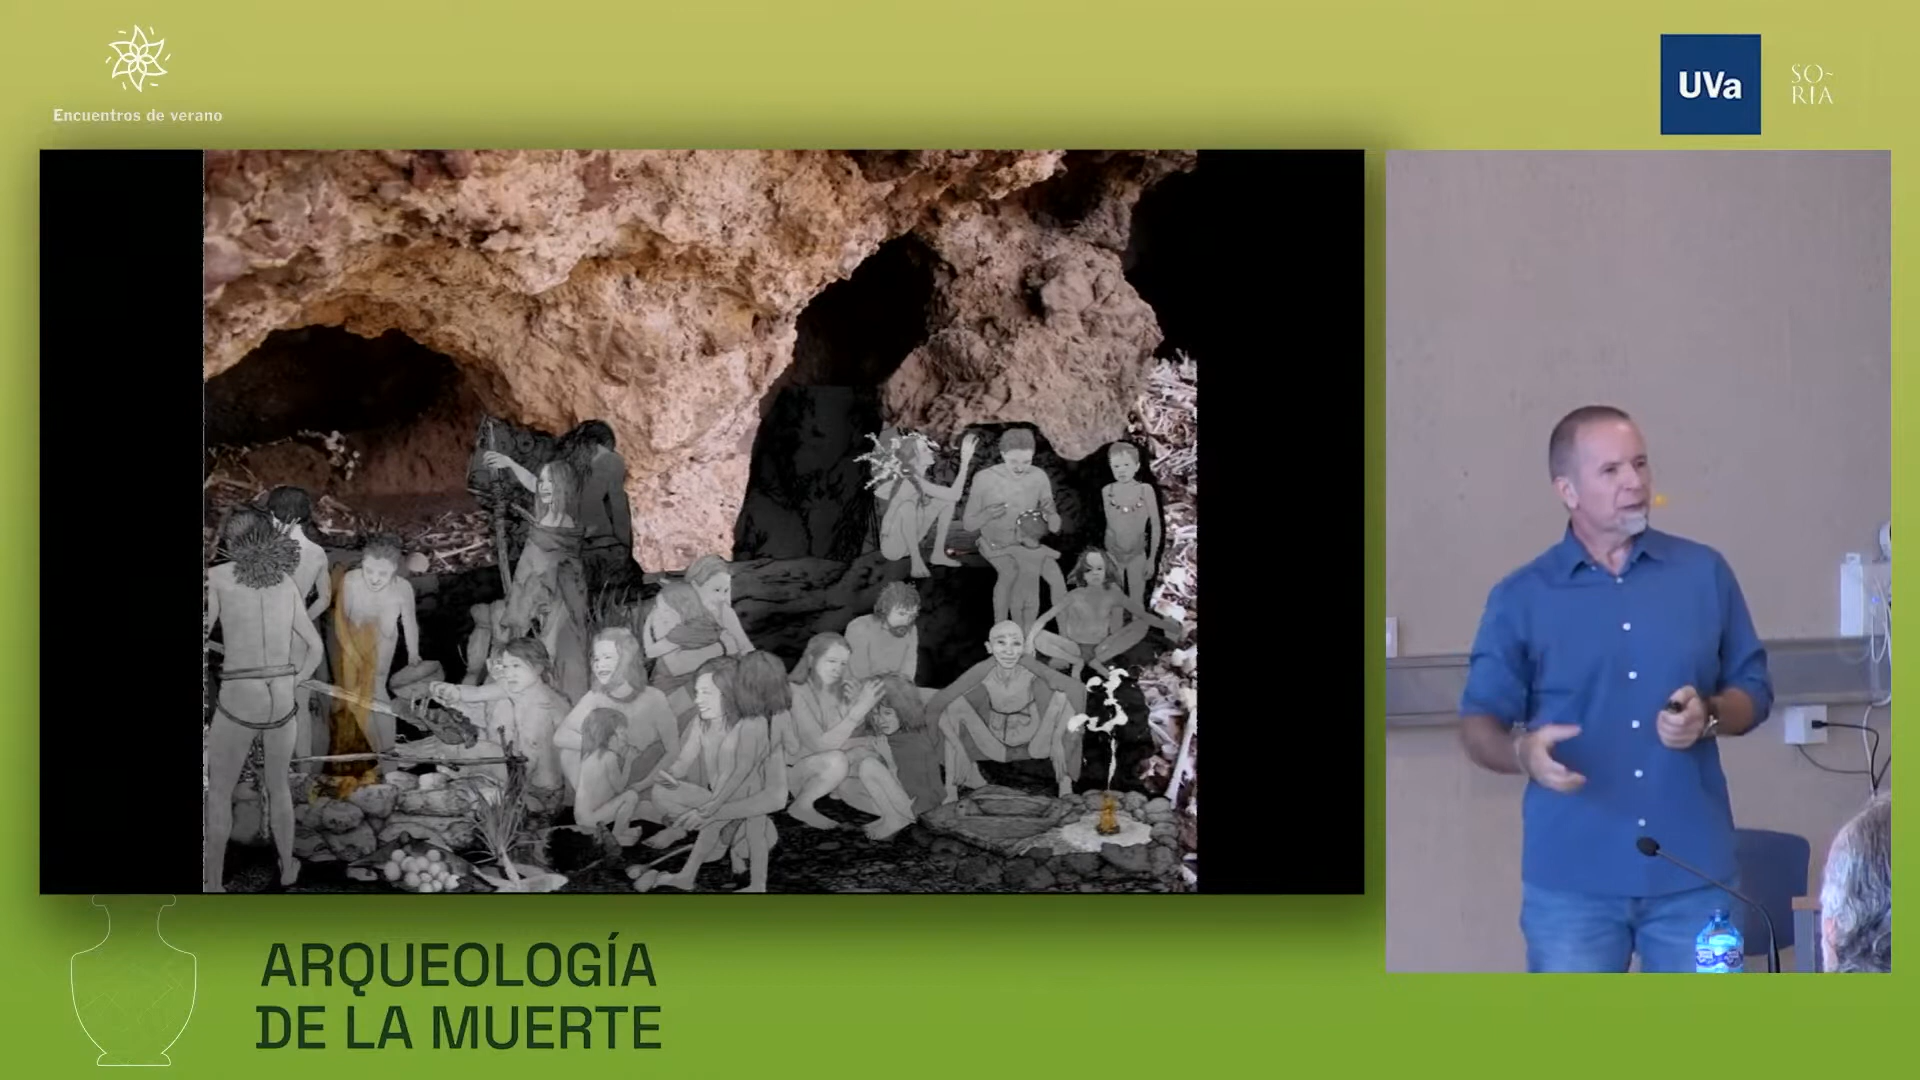 Encuentros de verano
UVa
SO-
RIA
ARQUEOLOGÍA
DE LA MUERTE